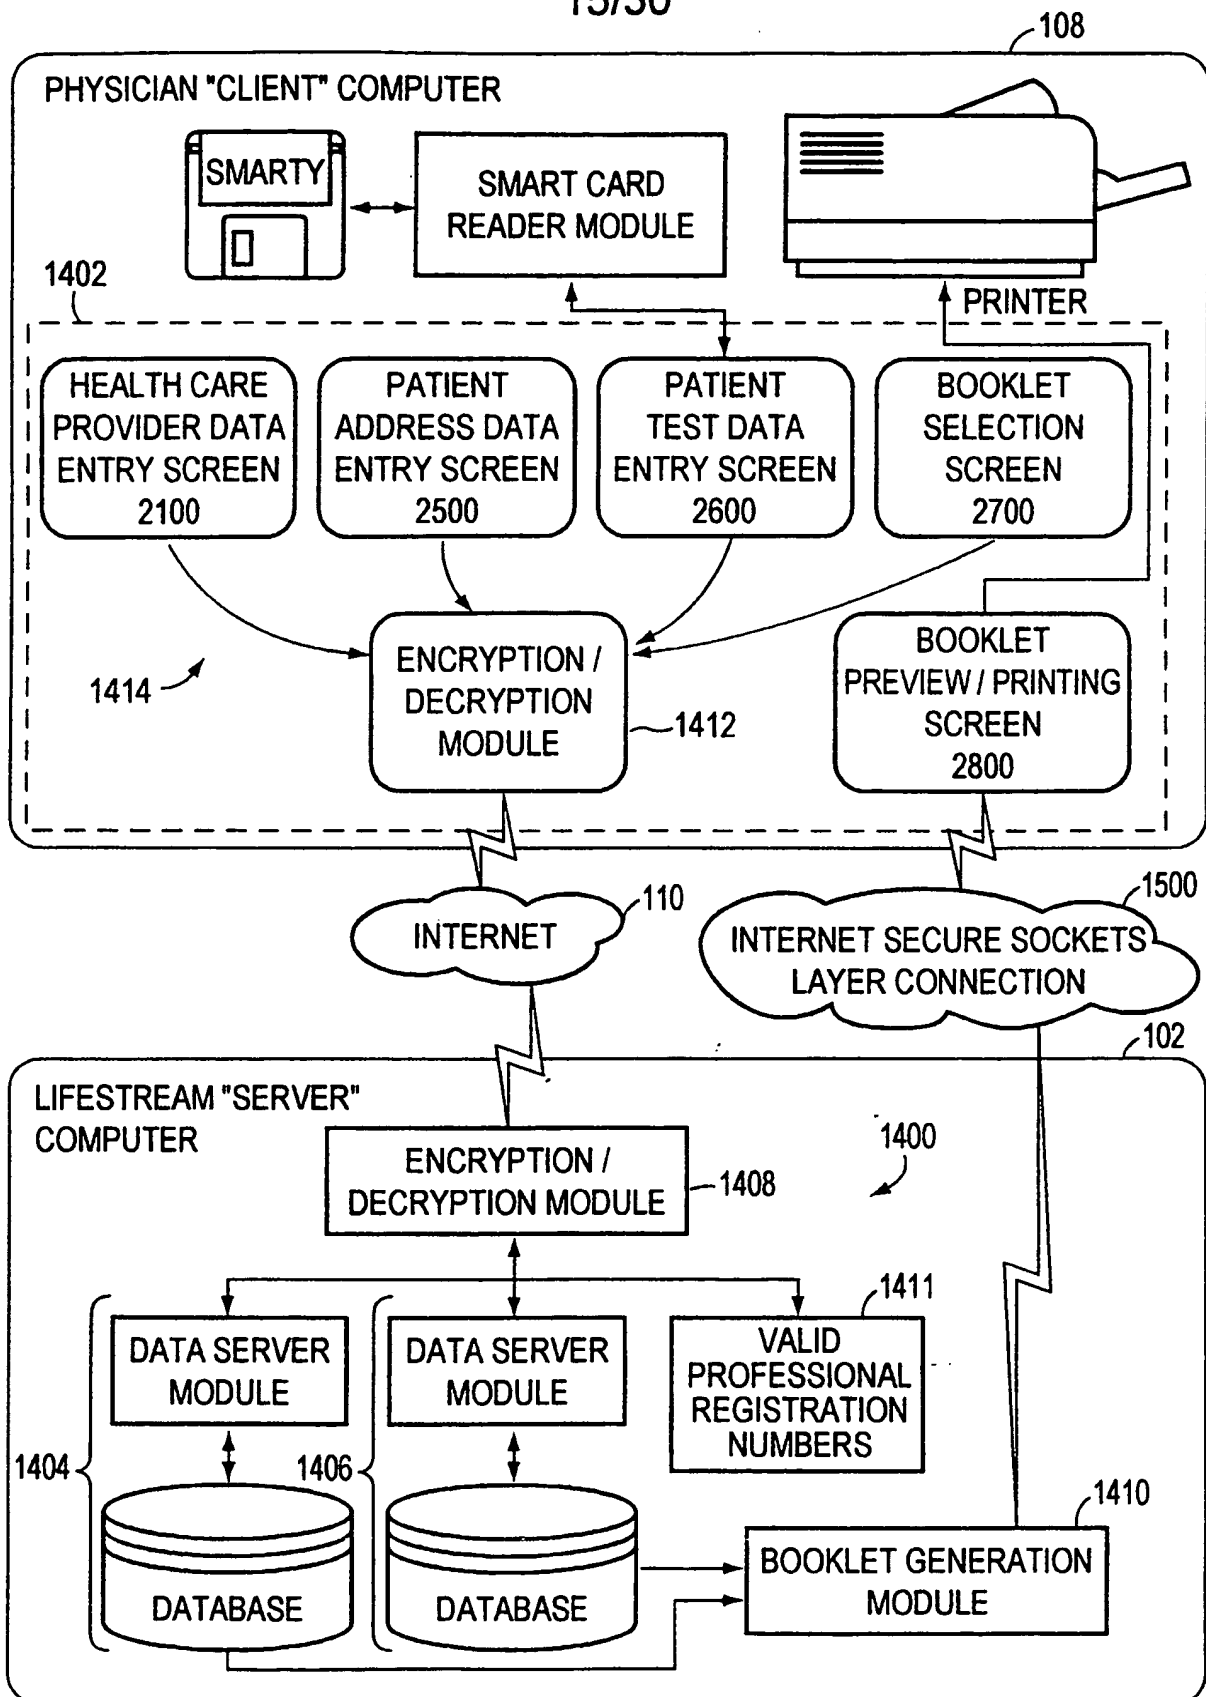 15/30
108
PHYSICIAN "CLIENT" COMPUTER
SMARTY
SMART CARD
READER MODULE
PRINTER
1402
HEALTH CARE
PROVIDER DATA
ENTRY SCREEN
2100
PATIENT
ADDRESS DATA
ENTRY SCREEN
2500
PATIENT
TEST DATA
ENTRY SCREEN
2600
BOOKLET
SELECTION
SCREEN
2700
1414
ENCRYPTION /
DECRYPTION
MODULE
1412
BOOKLET
PREVIEW / PRINTING
SCREEN
2800
INTERNET
110
INTERNET SECURE SOCKETS
LAYER CONNECTION
1500
102
LIFESTREAM "SERVER"
COMPUTER
ENCRYPTION /
DECRYPTION MODULE
1408
1400
1404
DATA SERVER
MODULE
1406
DATA SERVER
MODULE
1411
VALID
PROFESSIONAL
REGISTRATION
NUMBERS
DATABASE
DATABASE
1410
BOOKLET GENERATION
MODULE